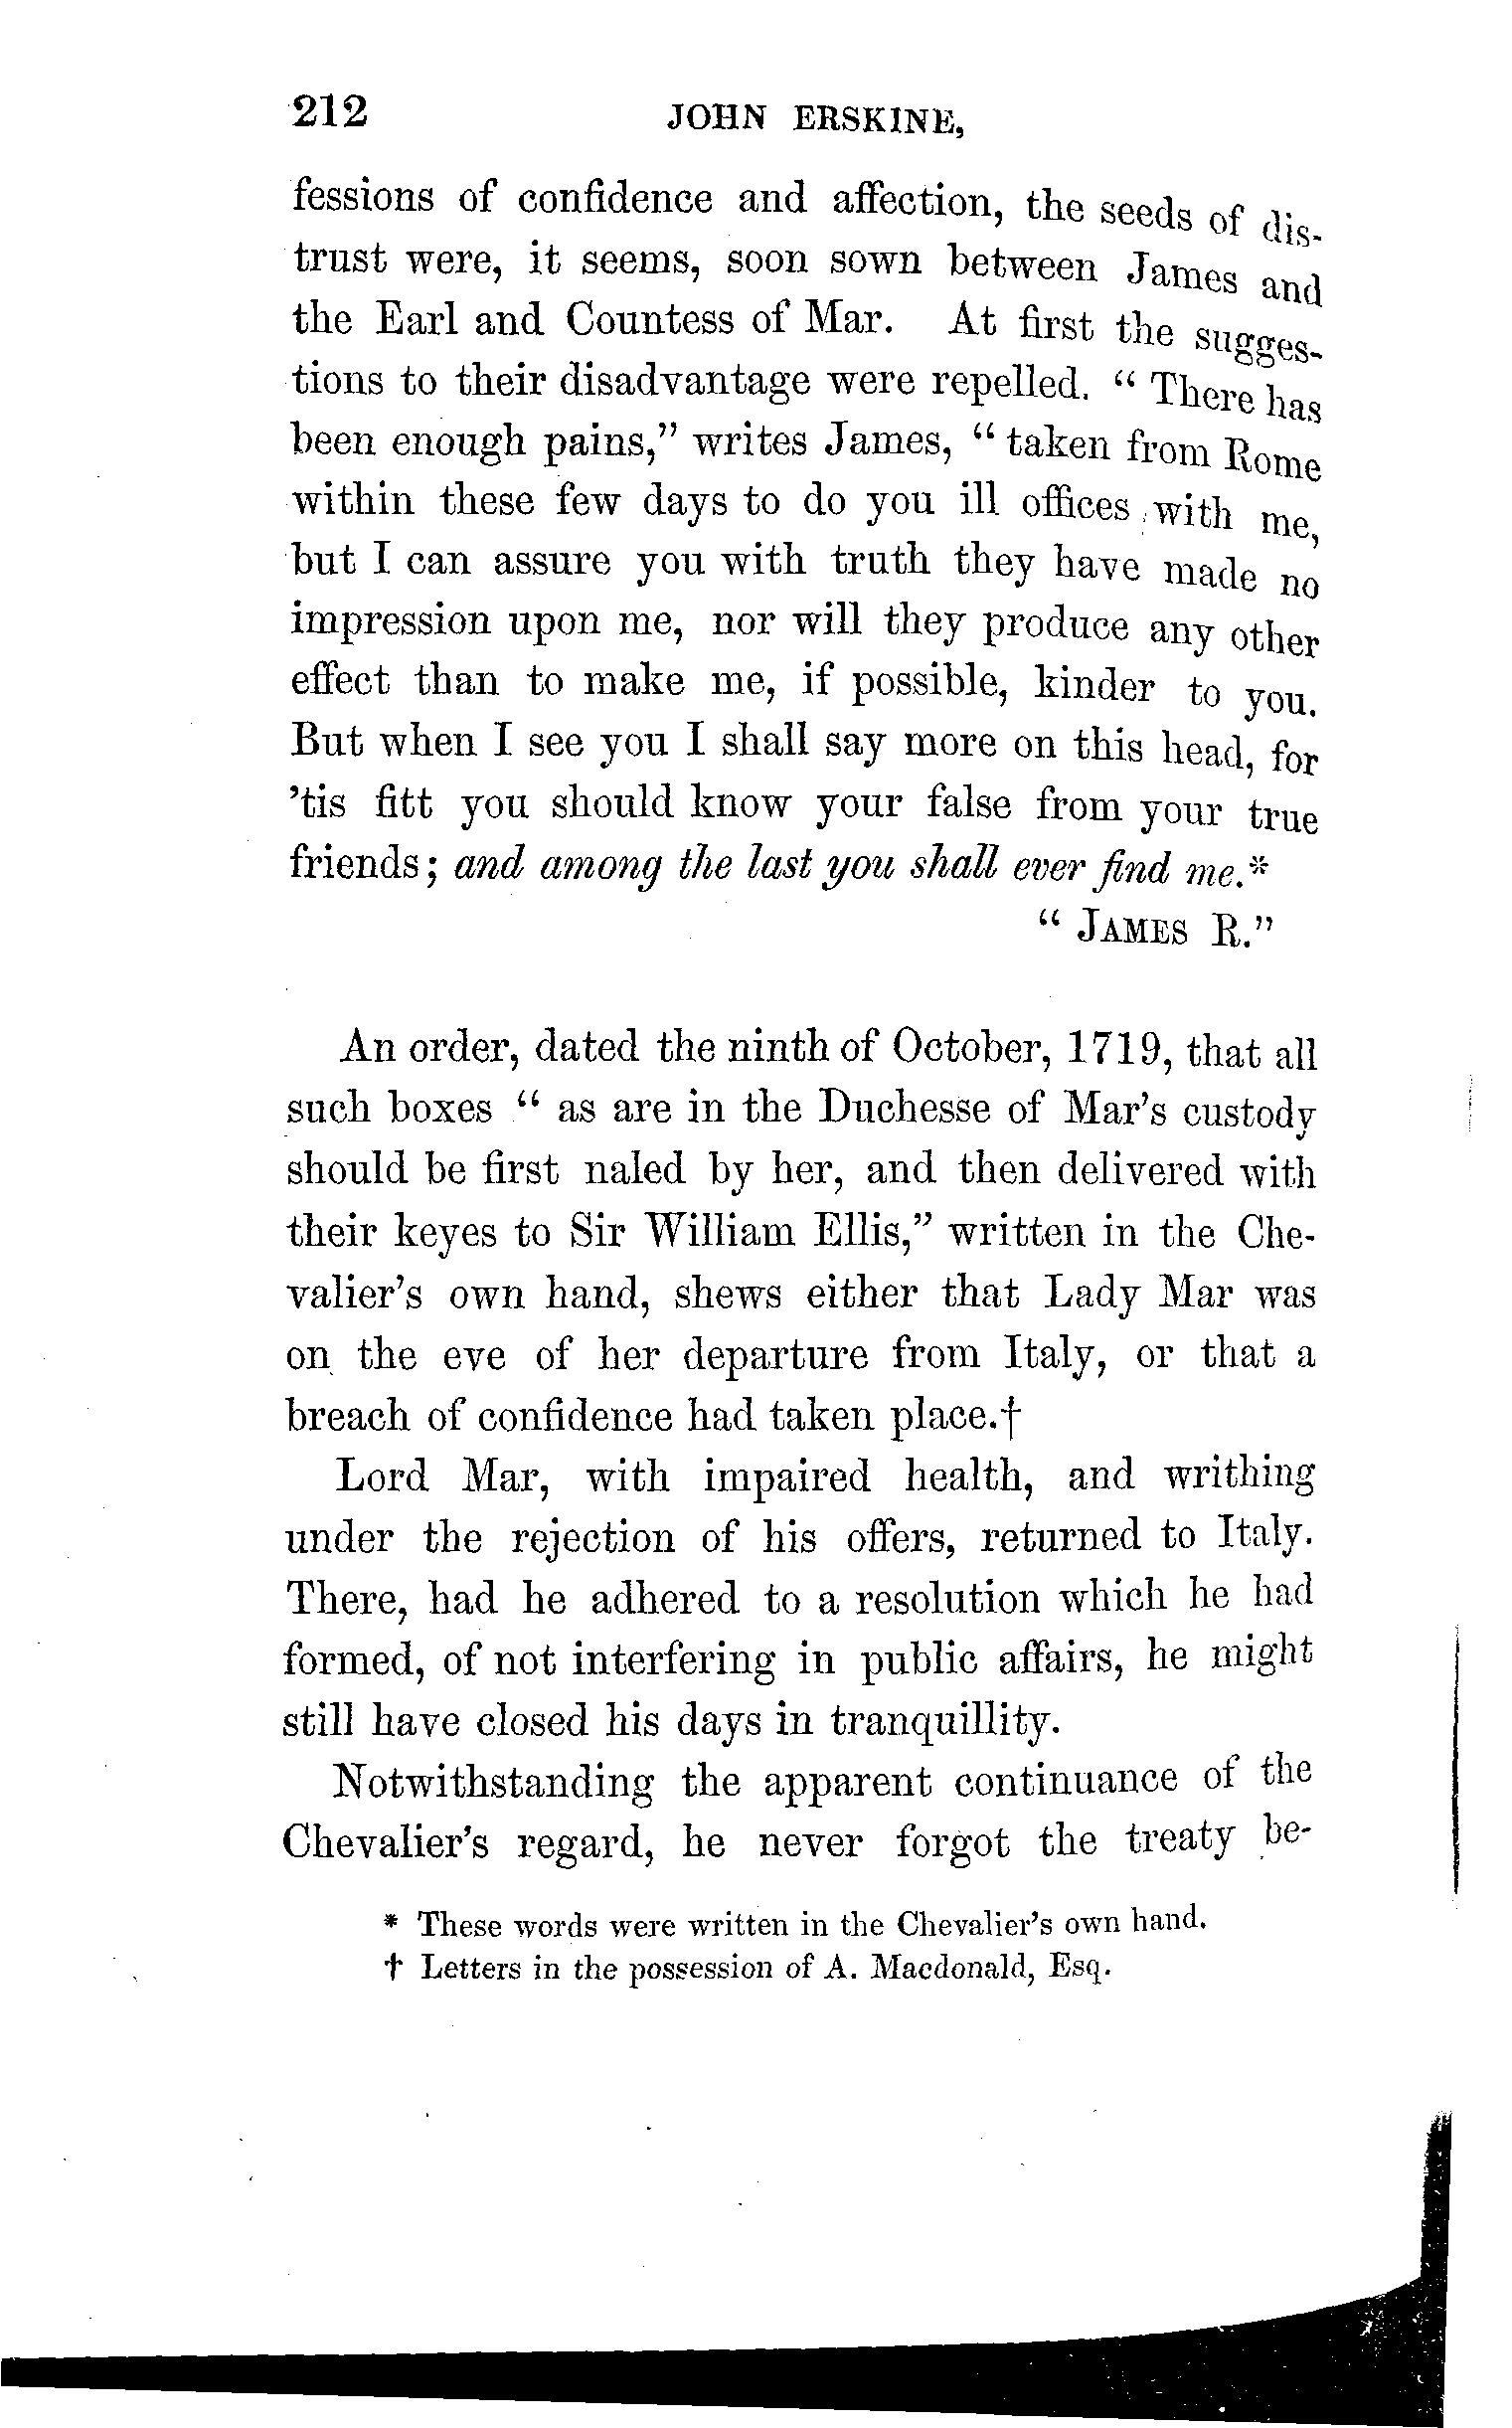 212 JOHN ERSKINE,
fessions of confidence and affection, the seeds of dis-
trust were, it seems, soon sown between James and
the Earl and Countess of Mar. At first the sugges-
tions to their disadvantage were repelled. “ There has
been enough pains,” writes James, “ taken from Rome
within these few days to do you ill offices with me,
but I can assure you with truth they have made no
impression upon me, nor will they produce any other
effect than to make me, if possible, kinder to you.
But when I see you I shall say more on this head, for
’tis fitt you should know your false from your true
friends; and among the last you shall ever find me.*
“ JAMES R.”
An order, dated the ninth of October, 1719, that all
such boxes “ as are in the Duchesse of Mar’s custody
should be first naled by her, and then delivered with
their keyes to Sir William Ellis,” written in the Che-
valier’s own hand, shews either that Lady Mar was
on the eve of her departure from Italy, or that a
breach of confidence had taken place.†
Lord Mar, with impaired health, and writhing
under the rejection of his offers, returned to Italy.
There, had he adhered to a resolution which he had
formed, of not interfering in public affairs, he might
still have closed his days in tranquillity.
Notwithstanding the apparent continuance of the
Chevalier’s regard, he never forgot the treaty be-
* These words were written in the Chevalier’s own hand.
† Letters in the possession of A. Macdonald, Esq.